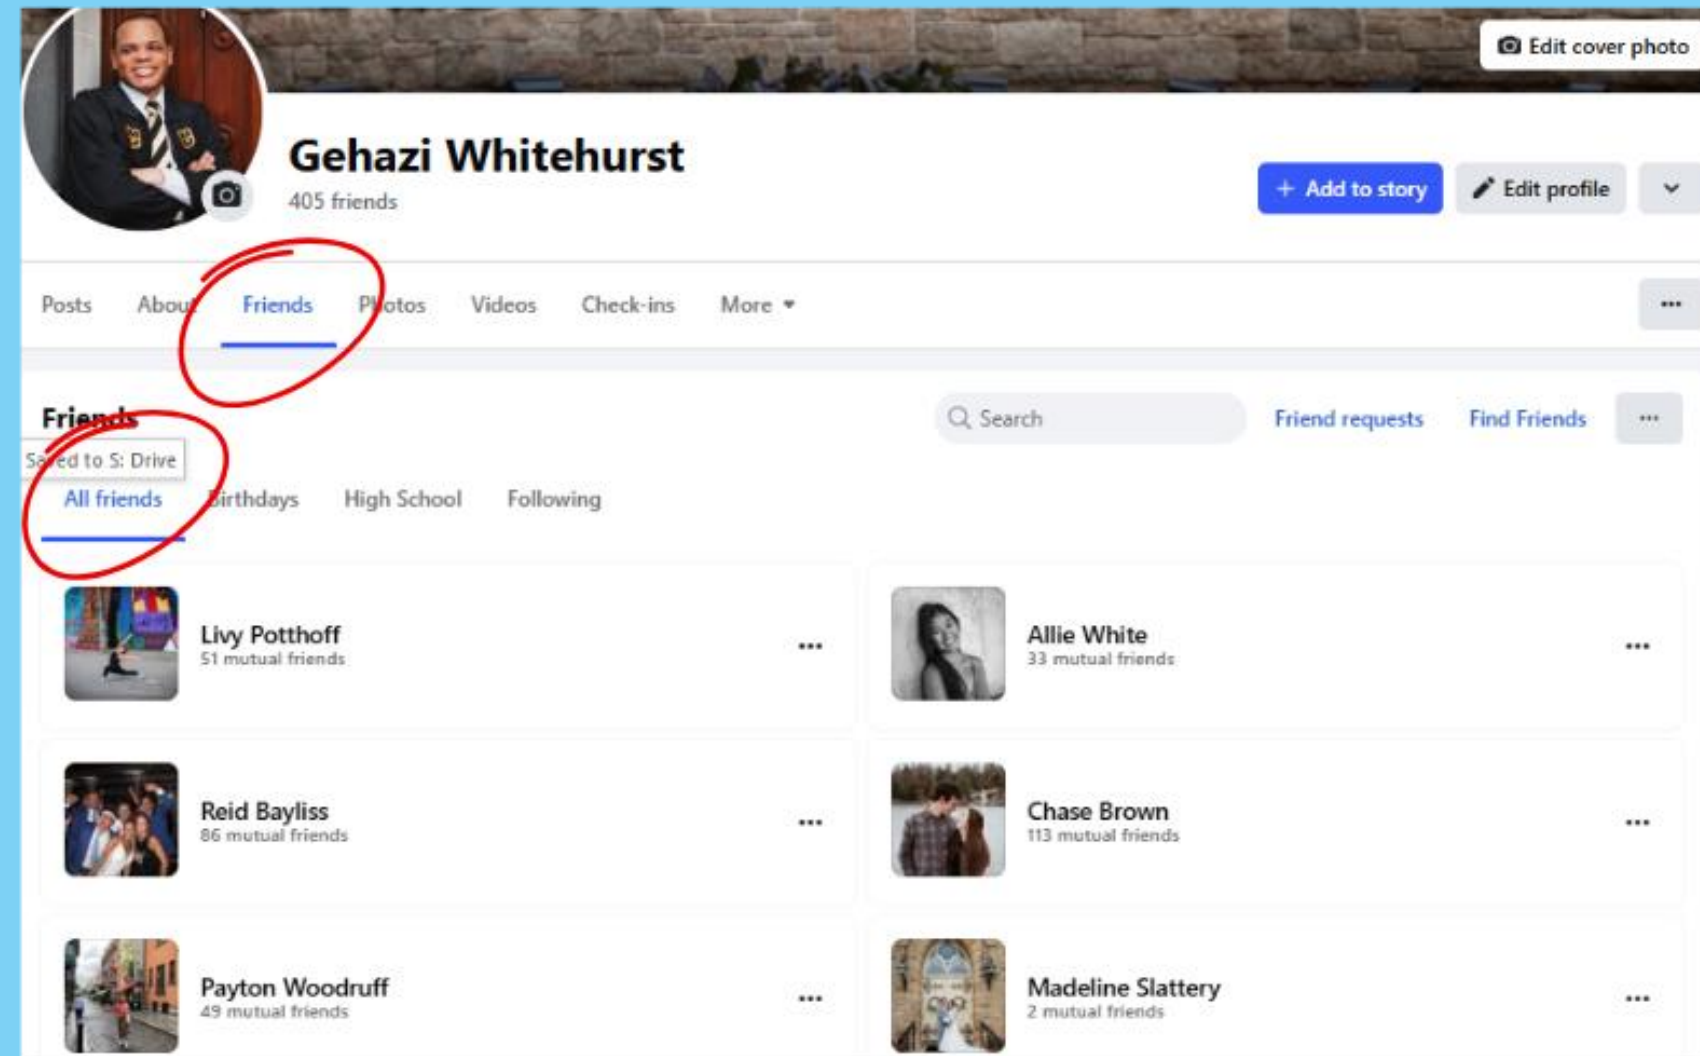 Edit cover photo
Gehazi Whitehurst
405 friends
+ Add to story
Edit profile
Posts About Friends Photos Videos Check-ins More
Friends
Search
Friend requests
Find Friends
Saved to S: Drive
All friends Birthdays High School Following
Livy Potthoff
51 mutual friends
Allie White
33 mutual friends
Reid Bayliss
86 mutual friends
Chase Brown
113 mutual friends
Payton Woodruff
49 mutual friends
Madeline Slattery
2 mutual friends